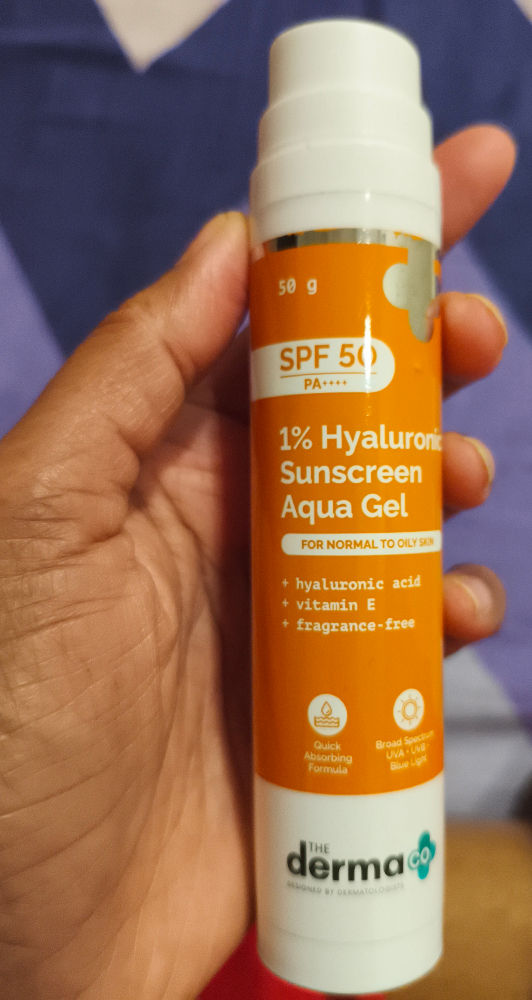 50 g
SPF 50
PA++++
1% Hyaluronic
Sunscreen
Aqua Gel
FOR NORMAL TO OILY SKIN
+ hyaluronic acid
+ vitamin E
+ fragrance-free
Quick
Absorbing
Formula
Broad Spectrum
UVA • UVB •
Blue Light
THE
derma co
DESIGNED BY DERMATOLOGISTS